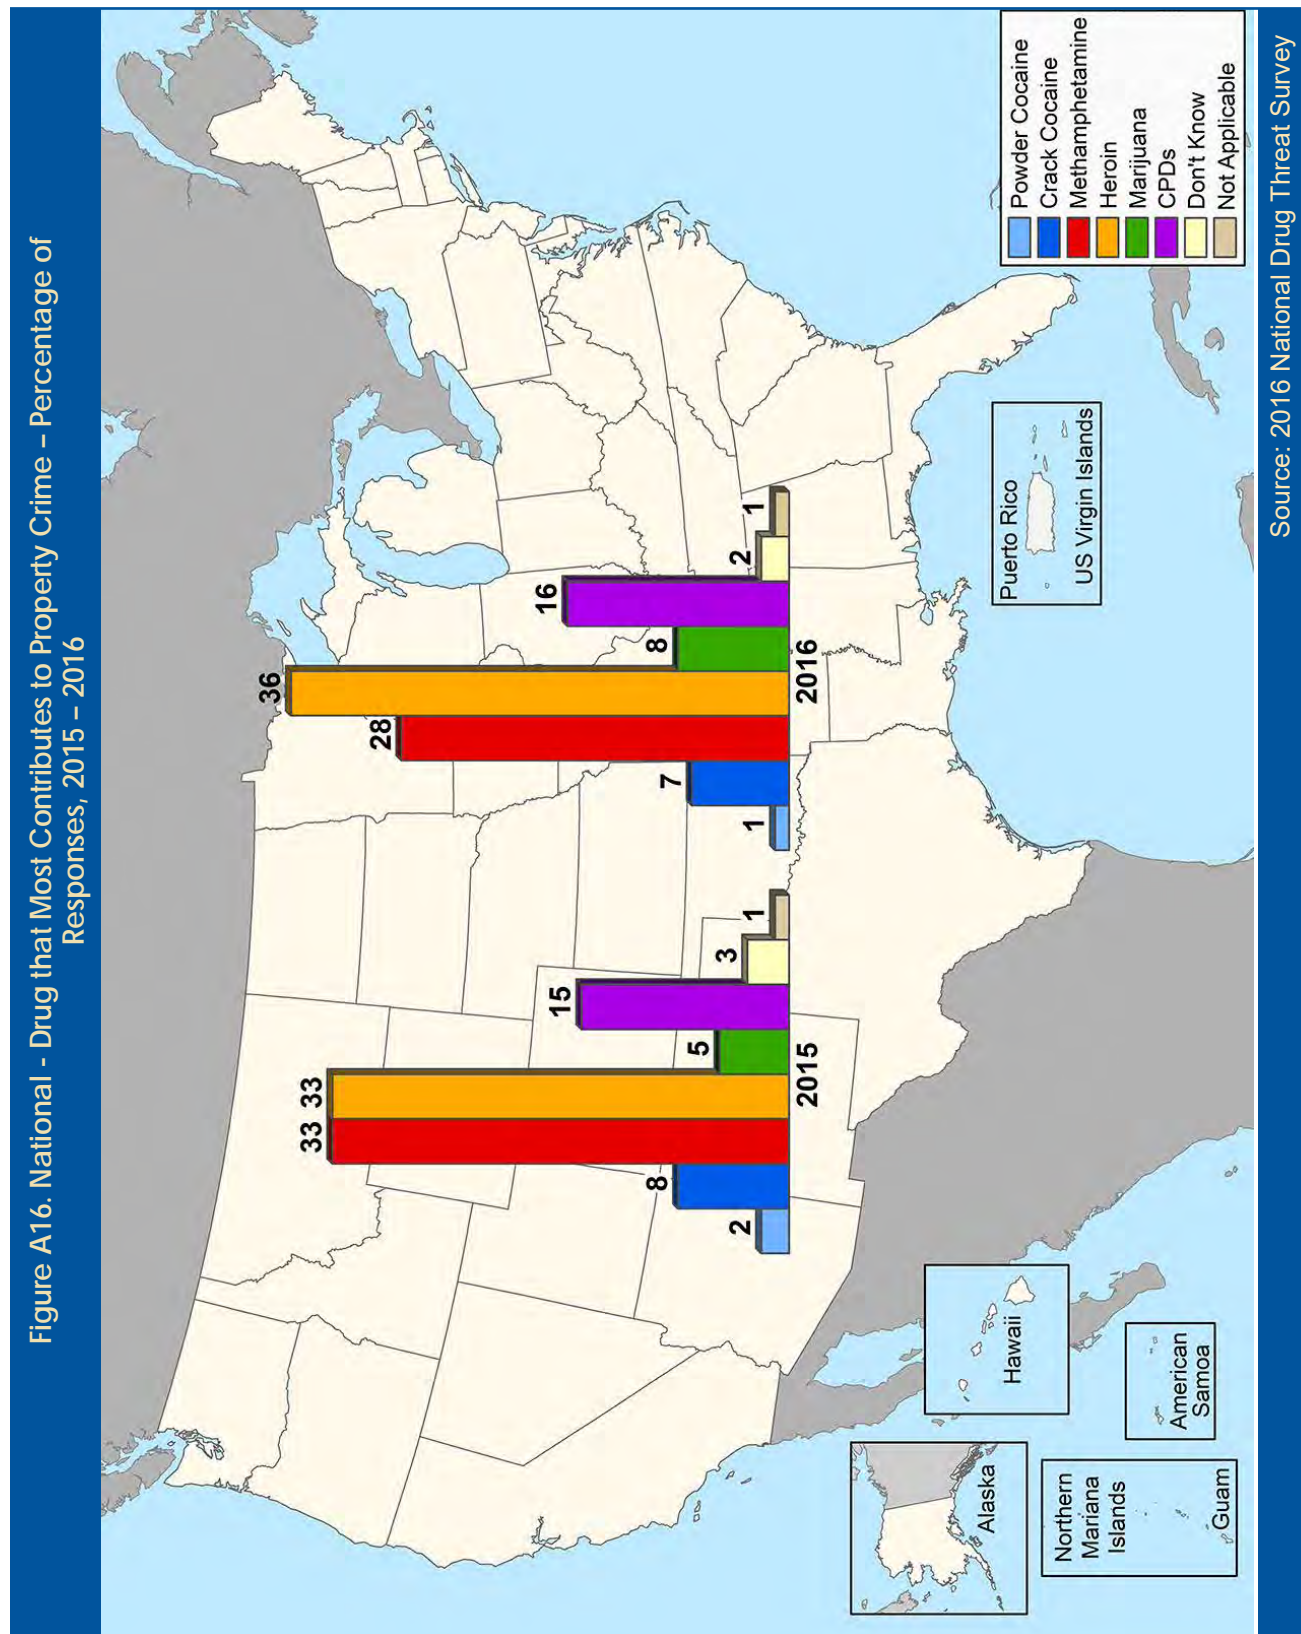 Figure A16. National - Drug that Most Contributes to Property Crime – Percentage of
Responses, 2015 – 2016
2
8
33
33
5
15
3
1
2015
1
7
28
36
8
16
2
1
2016
Powder Cocaine
Crack Cocaine
Methamphetamine
Heroin
Marijuana
CPDs
Don't Know
Not Applicable
Puerto Rico
US Virgin Islands
Alaska
Hawaii
Northern
Mariana
Islands
Guam
American
Samoa
Source: 2016 National Drug Threat Survey